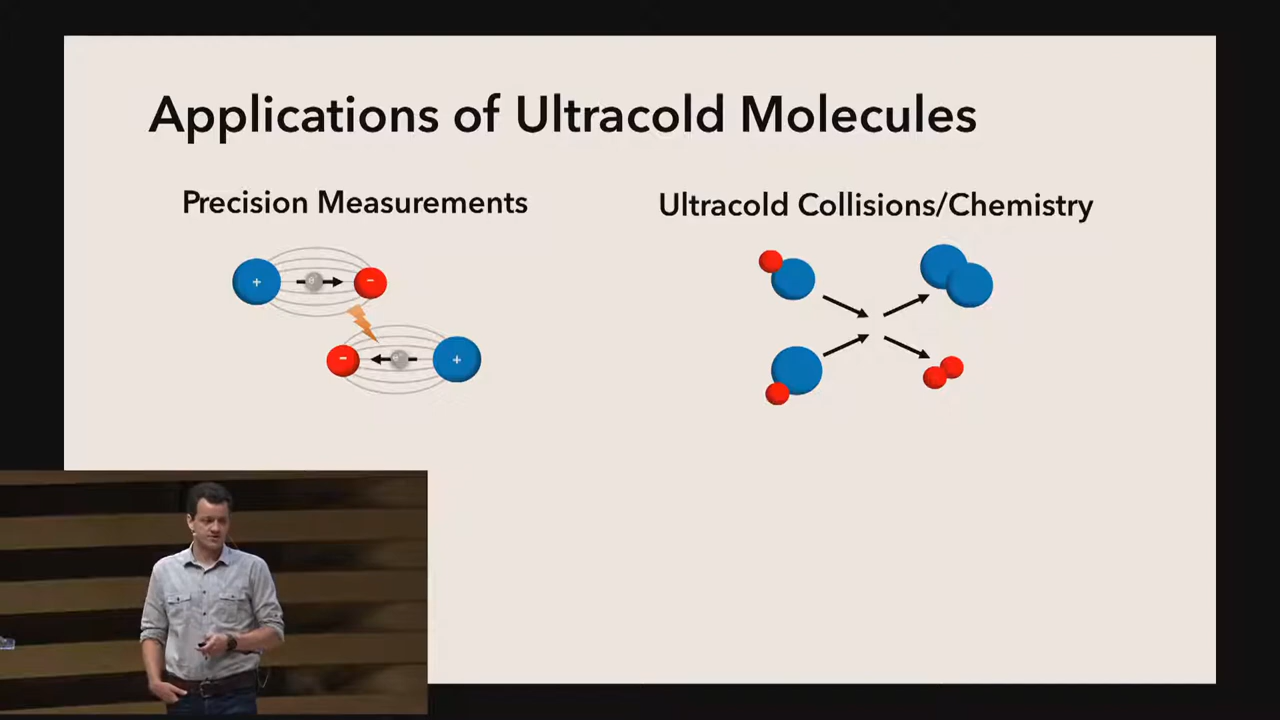 Applications of Ultracold Molecules
Precision Measurements
Ultracold Collisions/Chemistry
+ e⁻ -
- e⁻ +